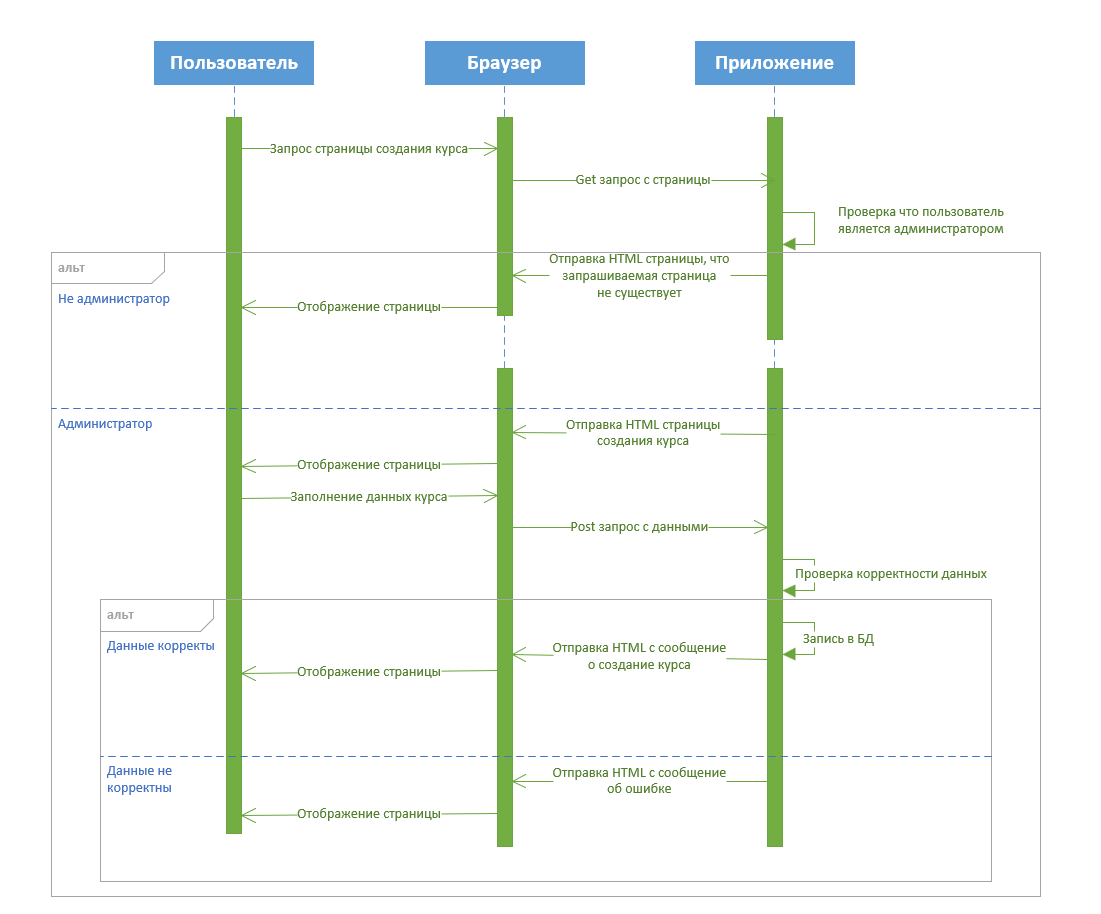 Пользователь
Браузер
Приложение
Запрос страницы создания курса
Get запрос с страницы
Проверка что пользователь
является администратором
альт
Отправка HTML страницы, что
запрашиваемая страница
не существует
Не администратор
Отображение страницы
Администратор
Отправка HTML страницы
создания курса
Отображение страницы
Заполнение данных курса
Post запрос с данными
Проверка корректности данных
альт
Данные корректы
Запись в БД
Отправка HTML с сообщение
о создание курса
Отображение страницы
Данные не
корректны
Отправка HTML с сообщение
об ошибке
Отображение страницы